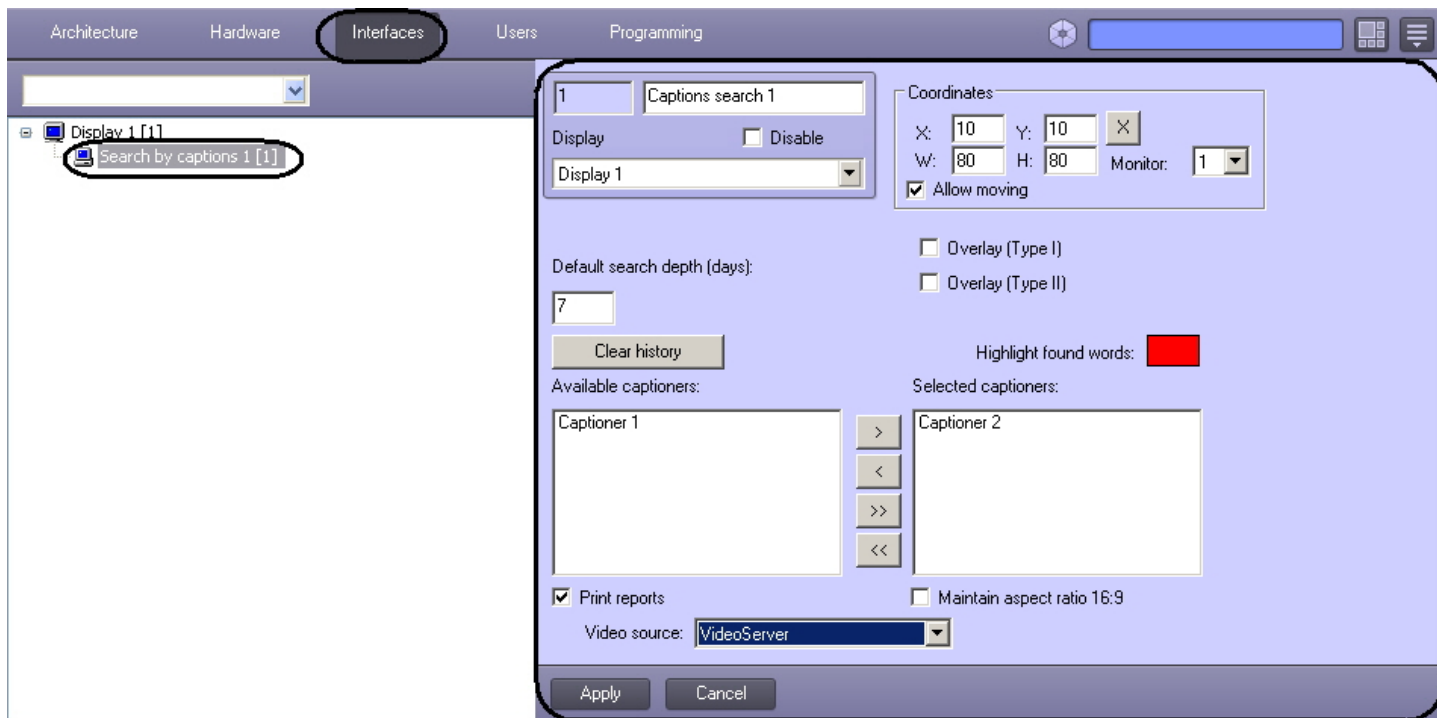 Architecture Hardware Interfaces Users Programming
Display 1 [1]
Search by captions 1 [1]
1 Captions search 1
Display Disable
Display 1
Coordinates
X: 10 Y: 10 X
W: 80 H: 80 Monitor: 1
Allow moving
Default search depth (days):
7
Overlay (Type I)
Overlay (Type II)
Clear history
Highlight found words:
Available captioners: Selected captioners:
Captioner 1 > Captioner 2
<
>>
<<
Print reports Maintain aspect ratio 16:9
Video source: VideoServer
Apply Cancel